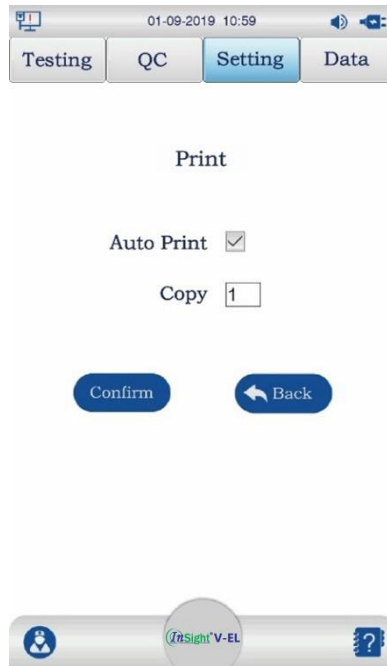 01-09-2019 10:59
Testing QC Setting Data
Print
Auto Print
Copy 1
Confirm Back
InSight V-EL
?